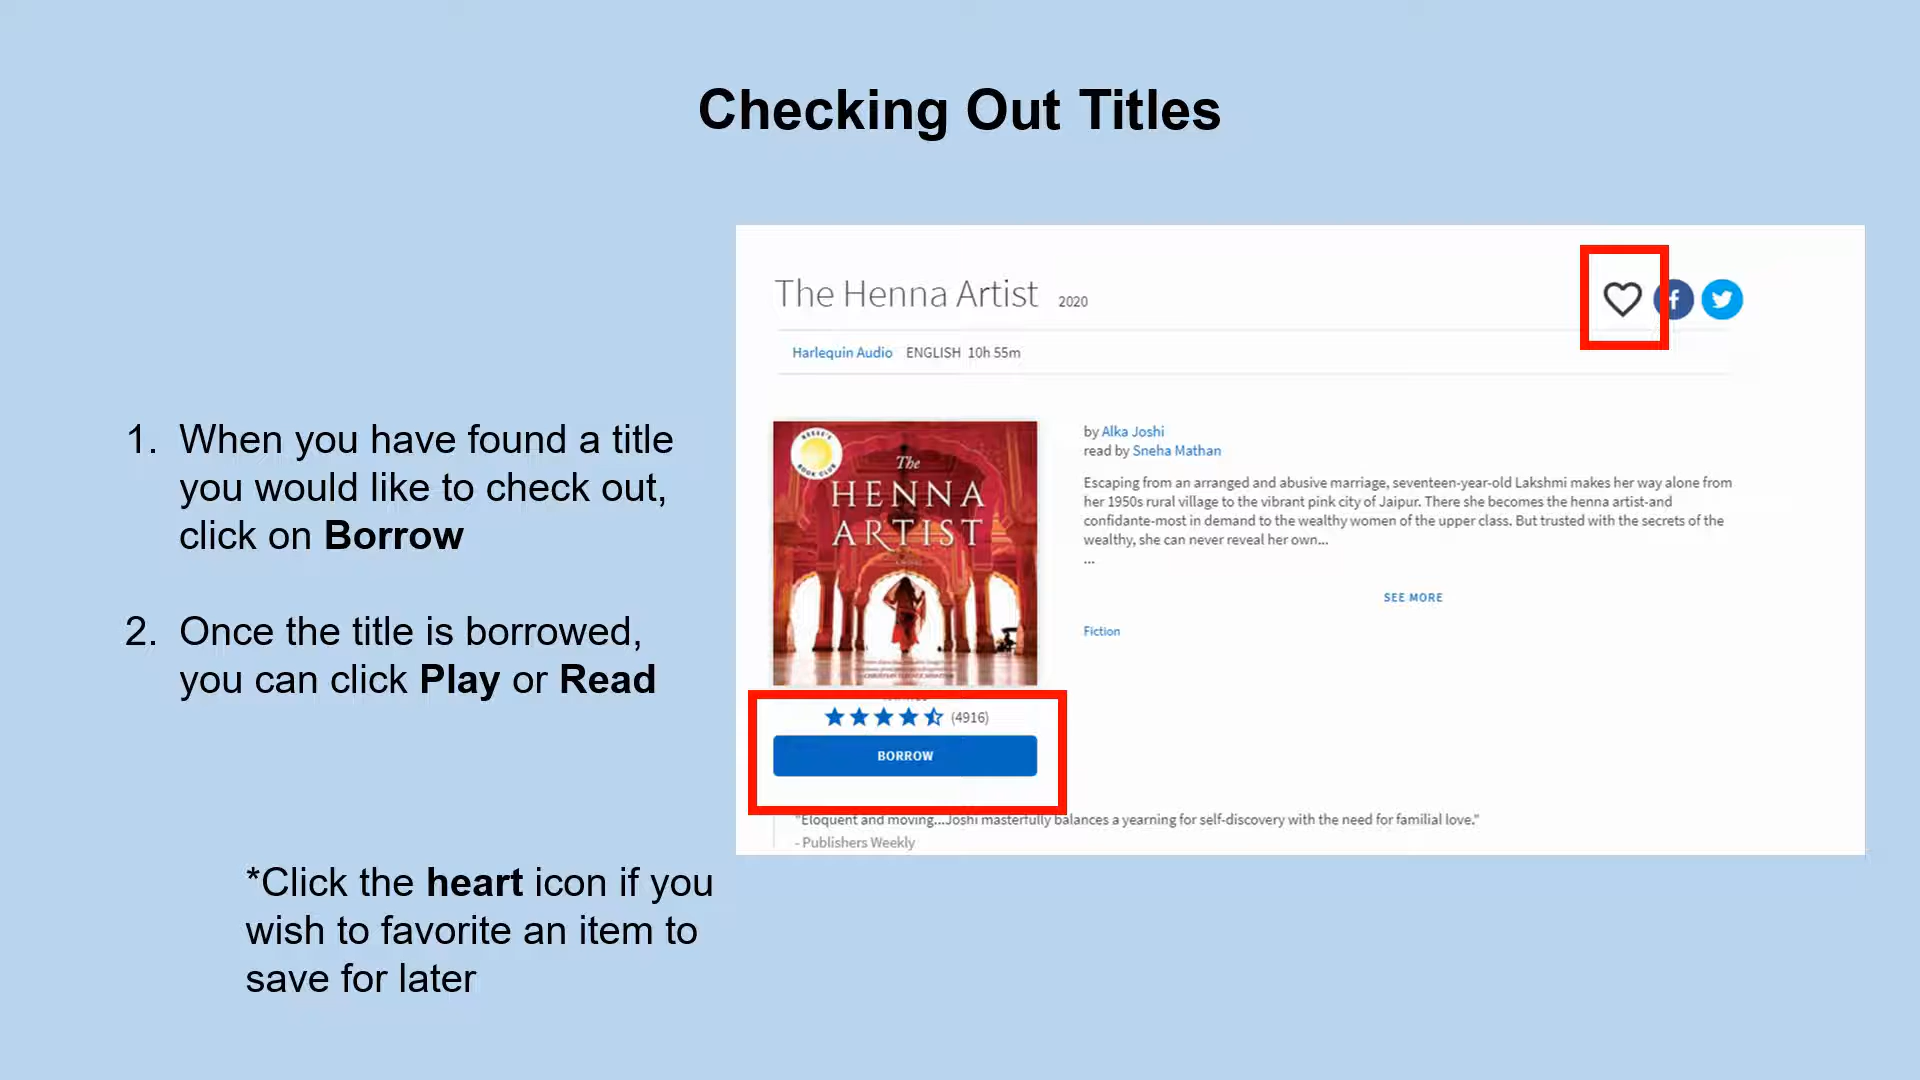 Checking Out Titles
1. When you have found a title
you would like to check out,
click on Borrow
2. Once the title is borrowed,
you can click Play or Read
*Click the heart icon if you
wish to favorite an item to
save for later
The Henna Artist 2020
Harlequin Audio ENGLISH 10h 55m
REESE'S
BOOK CLUB
The
HENNA
ARTIST
by Alka Joshi
read by Sneha Mathan
Escaping from an arranged and abusive marriage, seventeen-year-old Lakshmi makes her way alone from
her 1950s rural village to the vibrant pink city of Jaipur. There she becomes the henna artist-and
confidante-most in demand to the wealthy women of the upper class. But trusted with the secrets of the
wealthy, she can never reveal her own...
...
SEE MORE
Fiction
(4916)
BORROW
"Eloquent and moving...Joshi masterfully balances a yearning for self-discovery with the need for familial love."
- Publishers Weekly